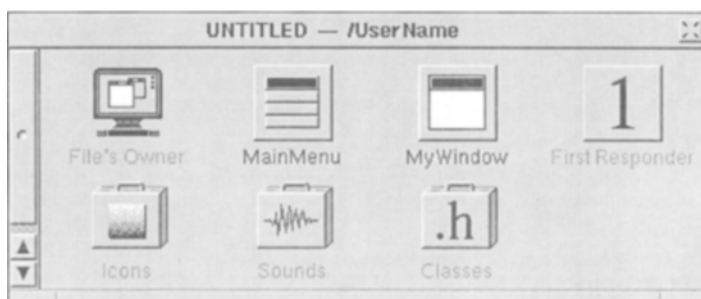 UNTITLED — /UserName
1
File's Owner MainMenu MyWindow First Responder
.h
Icons Sounds Classes